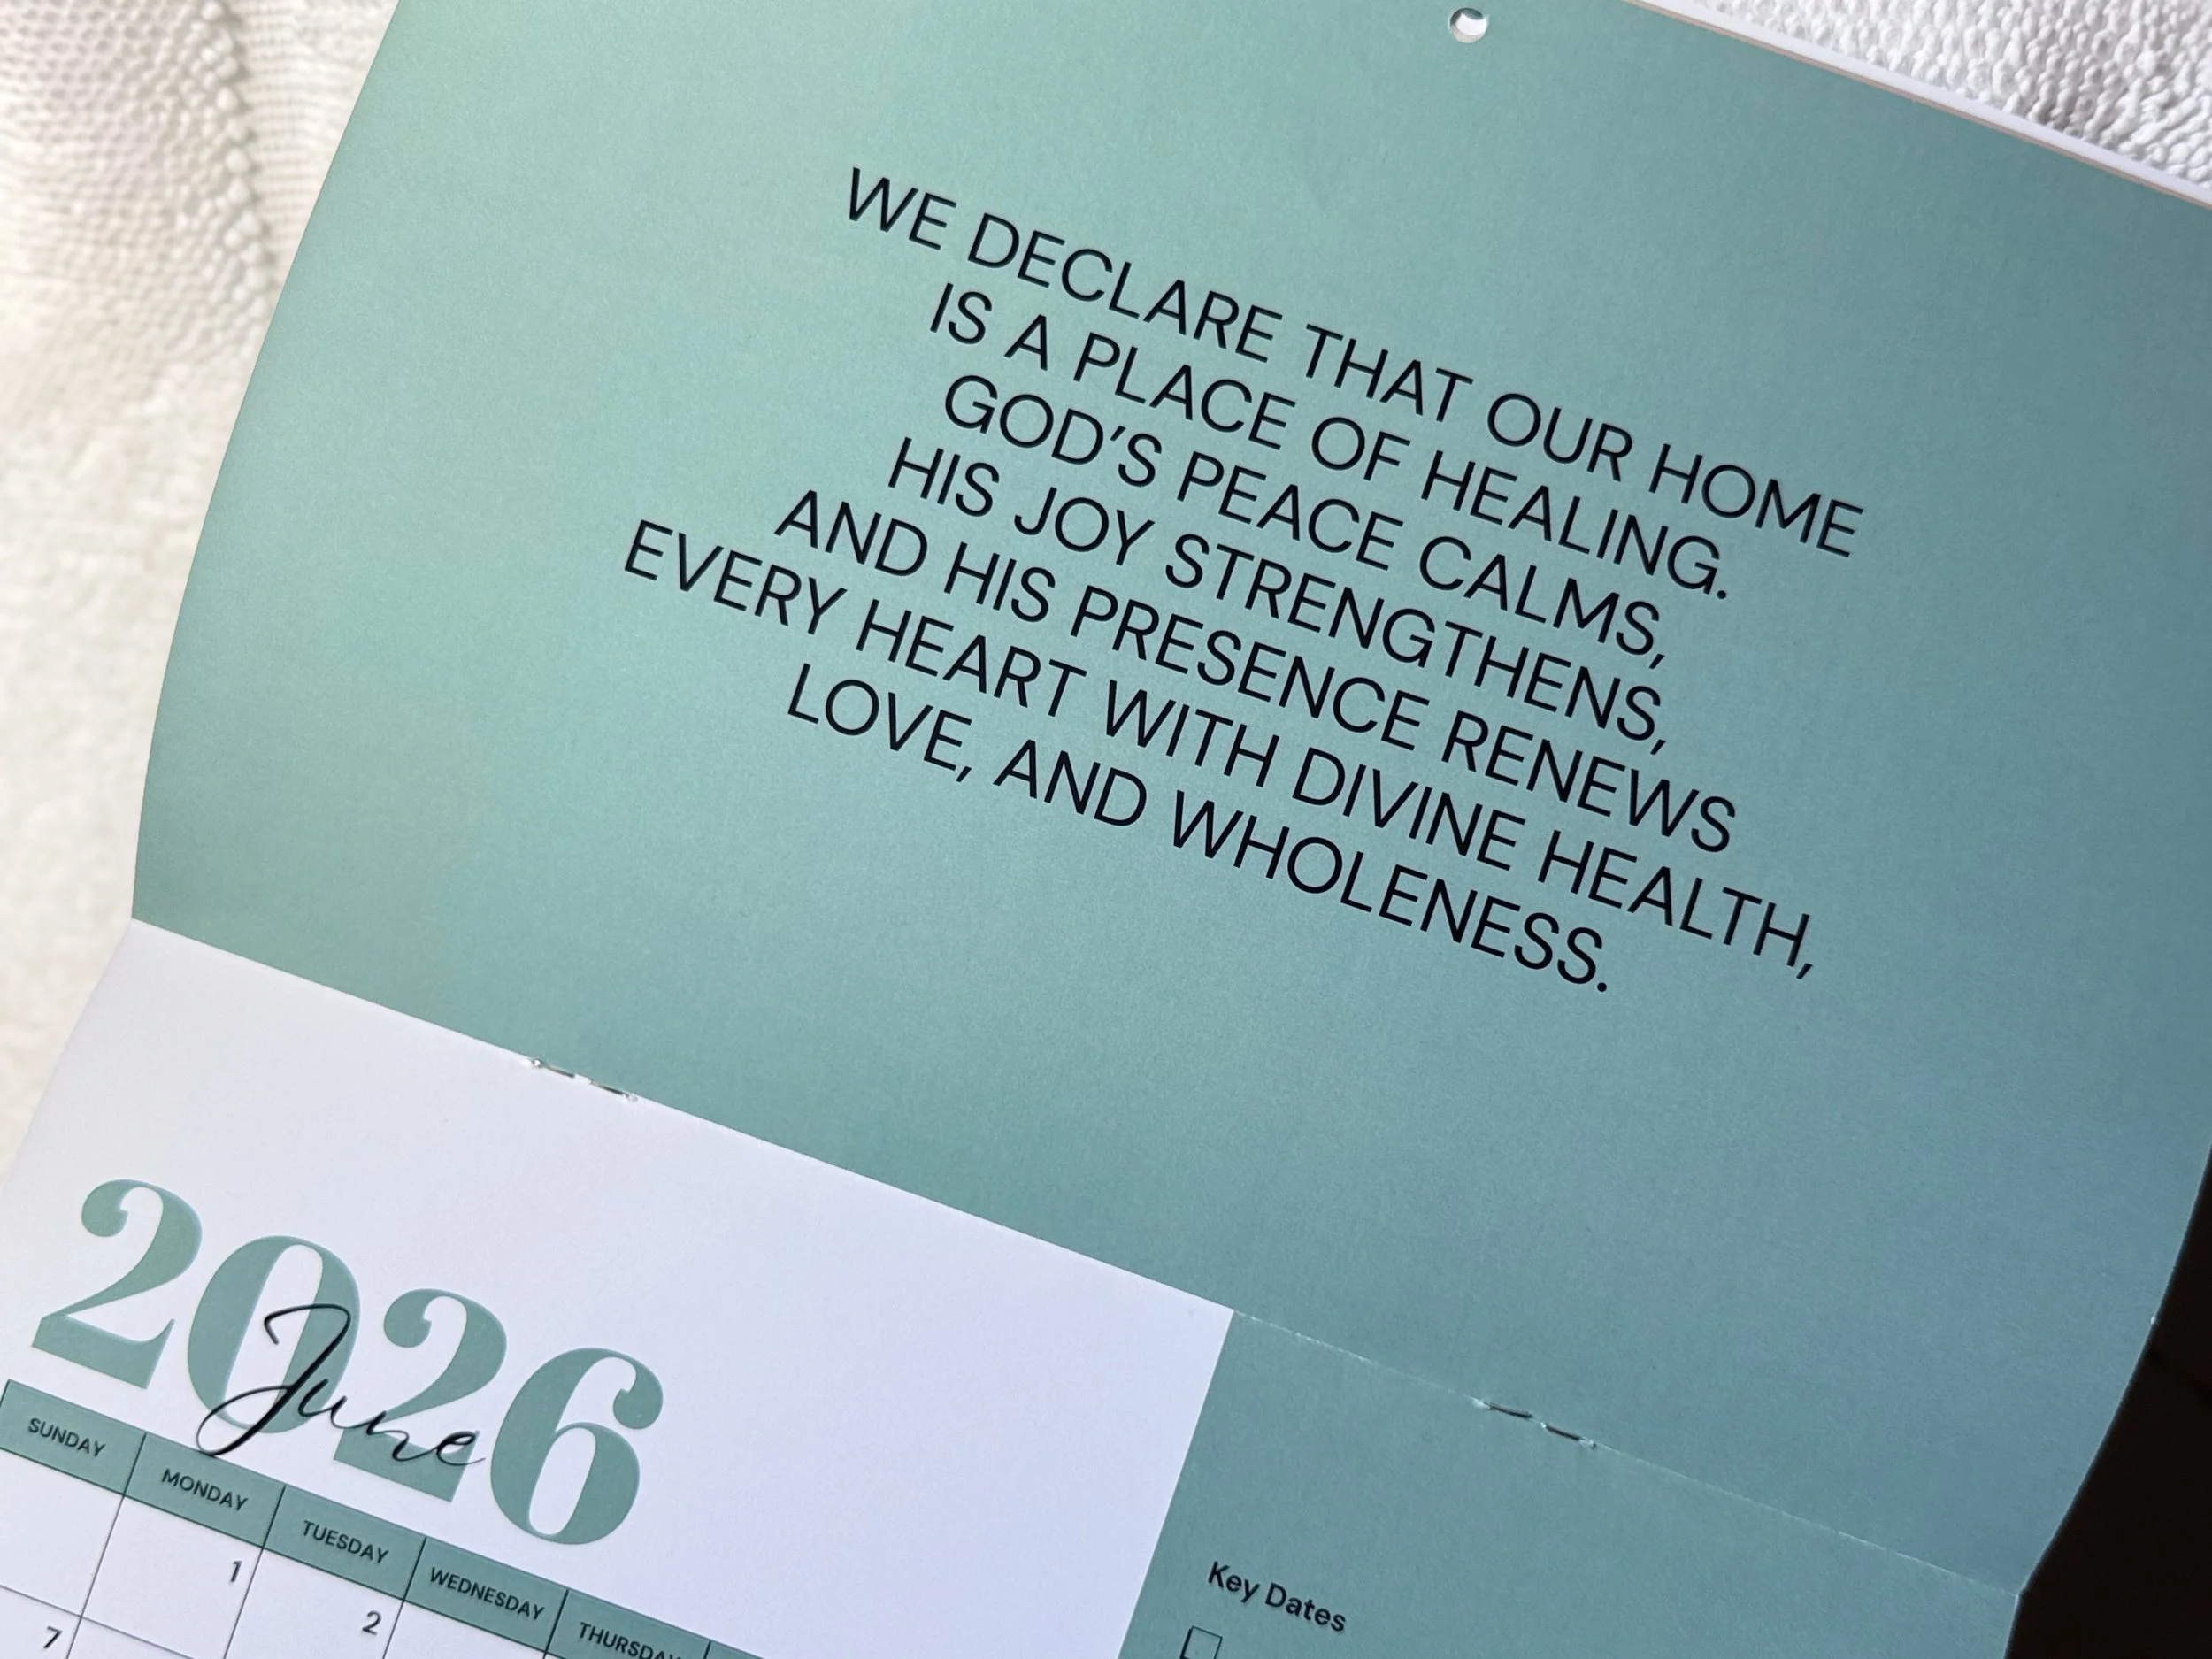 WE DECLARE THAT OUR HOME
IS A PLACE OF HEALING.
GOD'S PEACE CALMS,
HIS JOY STRENGTHENS,
AND HIS PRESENCE RENEWS
EVERY HEART WITH DIVINE HEALTH,
LOVE, AND WHOLENESS.
2026
June
SUNDAY MONDAY TUESDAY WEDNESDAY THURSDAY
1 2
7
Key Dates